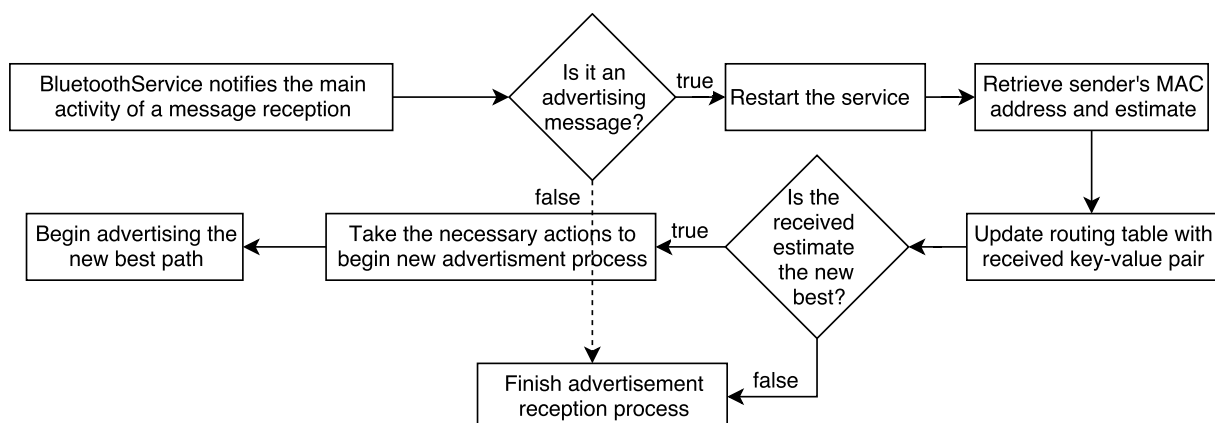 BluetoothService notifies the main
activity of a message reception
Is it an
advertising
message?
true
Restart the service
Retrieve sender's MAC
address and estimate
false
Begin advertising the
new best path
Take the necessary actions to
begin new advertisment process
true
Is the
received
estimate
the new
best?
Update routing table with
received key-value pair
Finish advertisement
reception process
false